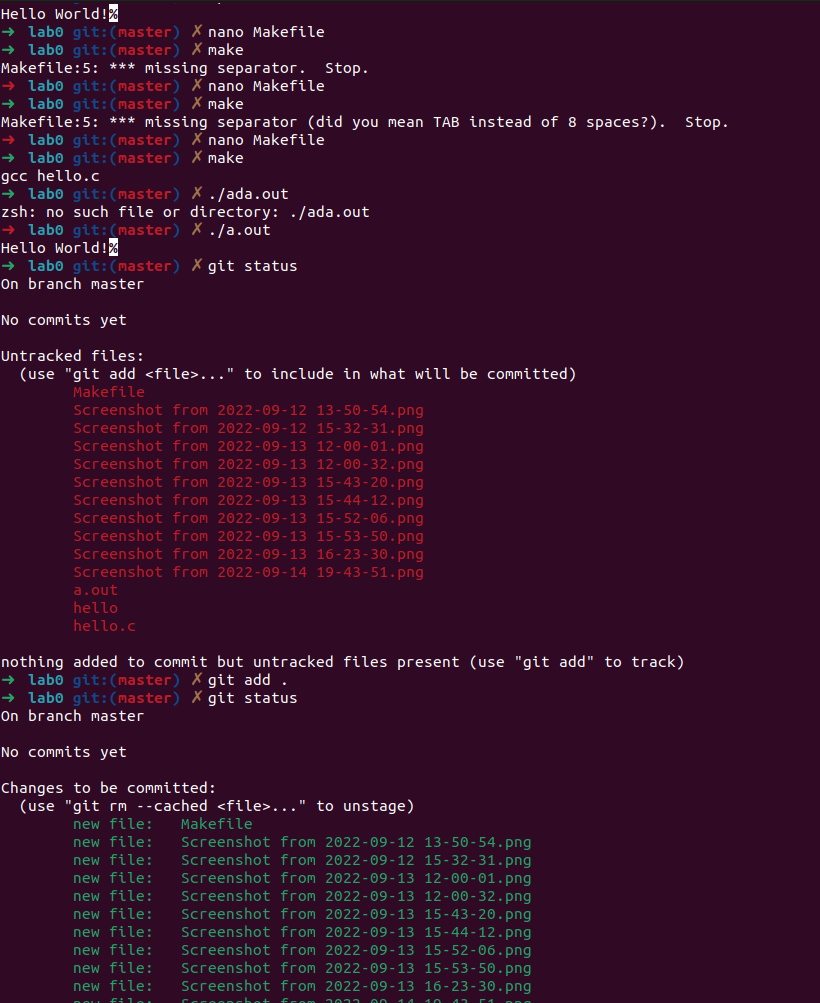 Hello World!%
➜ lab0 git:(master) ✗ nano Makefile
➜ lab0 git:(master) ✗ make
Makefile:5: *** missing separator.  Stop.
➜ lab0 git:(master) ✗ nano Makefile
➜ lab0 git:(master) ✗ make
Makefile:5: *** missing separator (did you mean TAB instead of 8 spaces?).  Stop.
➜ lab0 git:(master) ✗ nano Makefile
➜ lab0 git:(master) ✗ make
gcc hello.c
➜ lab0 git:(master) ✗ ./ada.out
zsh: no such file or directory: ./ada.out
➜ lab0 git:(master) ✗ ./a.out
Hello World!%
➜ lab0 git:(master) ✗ git status
On branch master
No commits yet
Untracked files:
  (use "git add <file>..." to include in what will be committed)
        Makefile
        Screenshot from 2022-09-12 13-50-54.png
        Screenshot from 2022-09-12 15-32-31.png
        Screenshot from 2022-09-13 12-00-01.png
        Screenshot from 2022-09-13 12-00-32.png
        Screenshot from 2022-09-13 15-43-20.png
        Screenshot from 2022-09-13 15-44-12.png
        Screenshot from 2022-09-13 15-52-06.png
        Screenshot from 2022-09-13 15-53-50.png
        Screenshot from 2022-09-13 16-23-30.png
        Screenshot from 2022-09-14 19-43-51.png
        a.out
        hello
        hello.c
nothing added to commit but untracked files present (use "git add" to track)
➜ lab0 git:(master) ✗ git add .
➜ lab0 git:(master) ✗ git status
On branch master
No commits yet
Changes to be committed:
  (use "git rm --cached <file>..." to unstage)
        new file:   Makefile
        new file:   Screenshot from 2022-09-12 13-50-54.png
        new file:   Screenshot from 2022-09-12 15-32-31.png
        new file:   Screenshot from 2022-09-13 12-00-01.png
        new file:   Screenshot from 2022-09-13 12-00-32.png
        new file:   Screenshot from 2022-09-13 15-43-20.png
        new file:   Screenshot from 2022-09-13 15-44-12.png
        new file:   Screenshot from 2022-09-13 15-52-06.png
        new file:   Screenshot from 2022-09-13 15-53-50.png
        new file:   Screenshot from 2022-09-13 16-23-30.png
        new file:   Screenshot from 2022-09-14 19-43-51.png